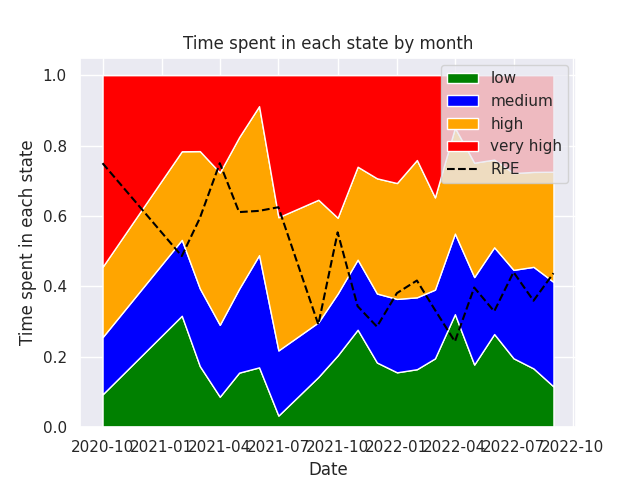 Time spent in each state by month
1.0
0.8
0.6
0.4
0.2
0.0
Time spent in each state
low
medium
high
very high
RPE
2020-10 2021-01 2021-04 2021-07 2021-10 2022-01 2022-04 2022-07 2022-10
Date